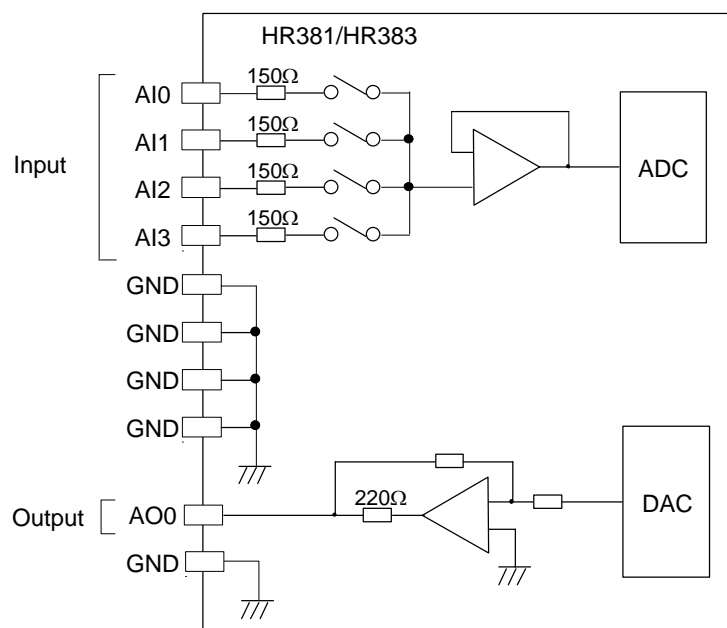 HR381/HR383
150Ω
AI0
150Ω
AI1
Input
150Ω
AI2
ADC
150Ω
AI3
GND
GND
GND
GND
220Ω
Output
AO0
DAC
GND